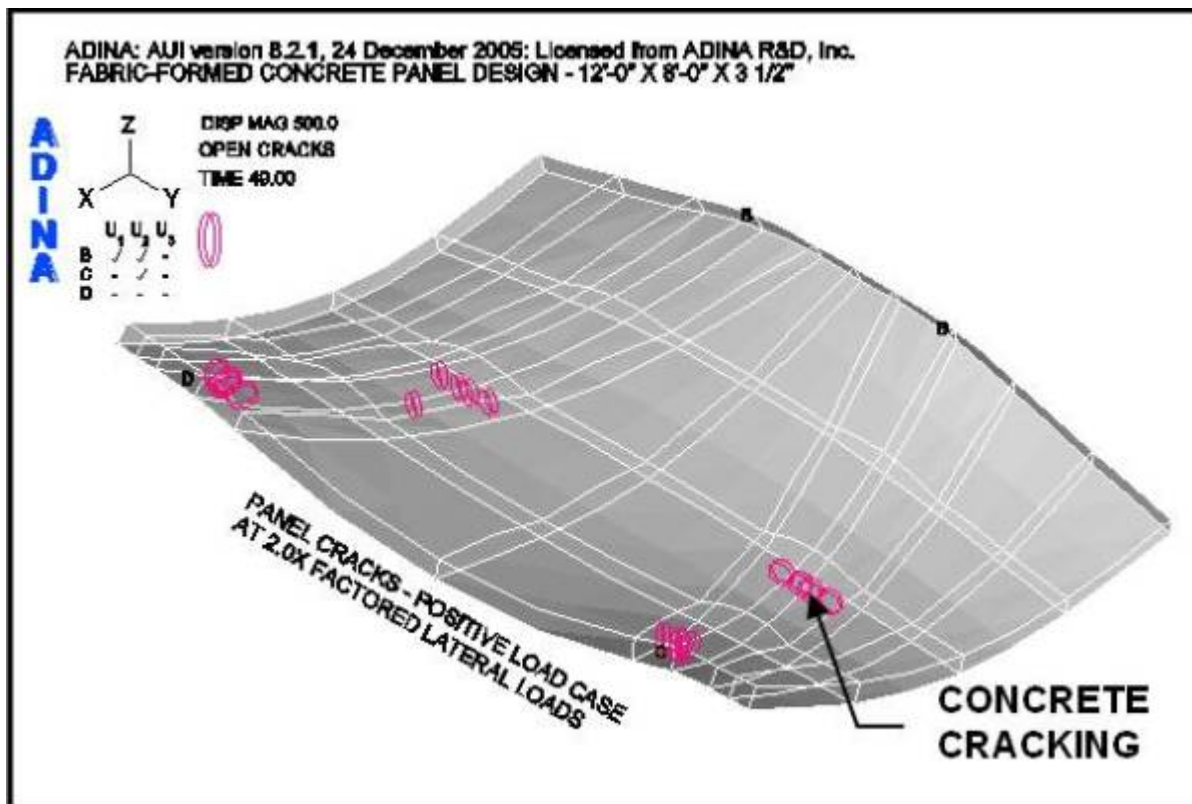 ADINA: AUI version 8.2.1, 24 December 2005: Licensed from ADINA R&D, Inc.
FABRIC-FORMED CONCRETE PANEL DESIGN - 12'-0" X 8'-0" X 3 1/2"
ADINA
Z
X Y
DISP MAG 500.0
OPEN CRACKS
TIME 49.00
U1 U2 U3
B / / -
C - / -
D - - -
B
B
D
C
PANEL CRACKS - POSITIVE LOAD CASE
AT 2.0X FACTORED LATERAL LOADS
CONCRETE
CRACKING